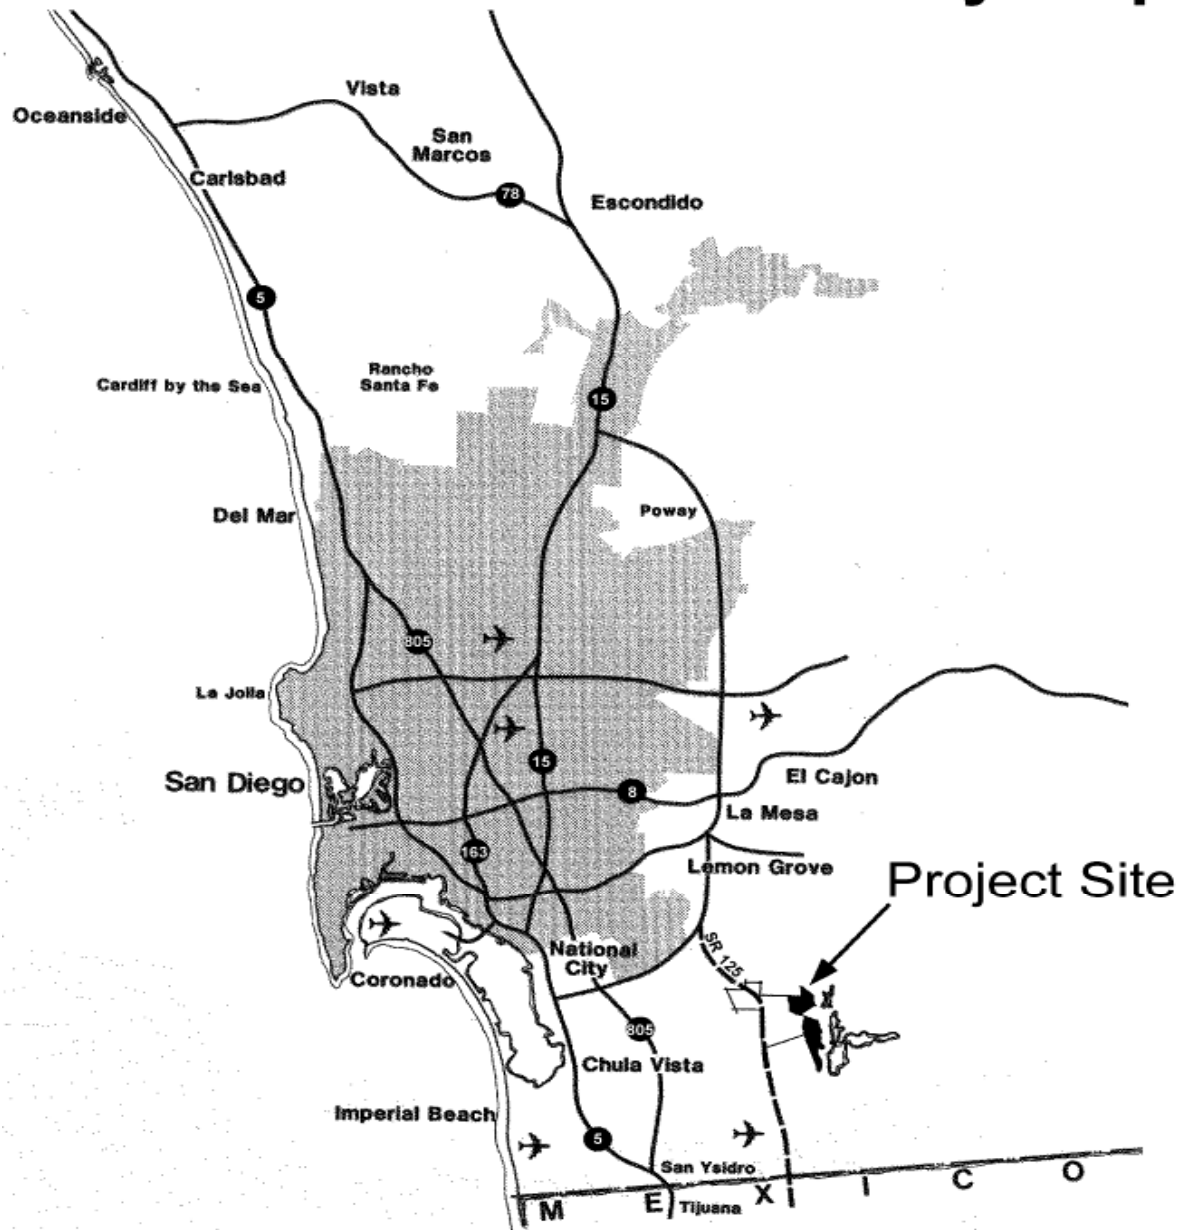 Vista
Oceanside
San
Marcos
Carlsbad
78
Escondido
5
Rancho
Santa Fe
Cardiff by the Sea
15
Poway
Del Mar
805
La Jolla
15
San Diego
El Cajon
8
La Mesa
163
Lemon Grove
Project Site
National
City
SR 125
Coronado
805
Chula Vista
Imperial Beach
5
San Ysidro
M E X I C O
Tijuana